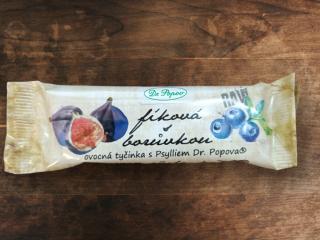 Dr. Popov
RAW
fíková s
borůvkou
ovocná tyčinka s Psylliem Dr. Popova®